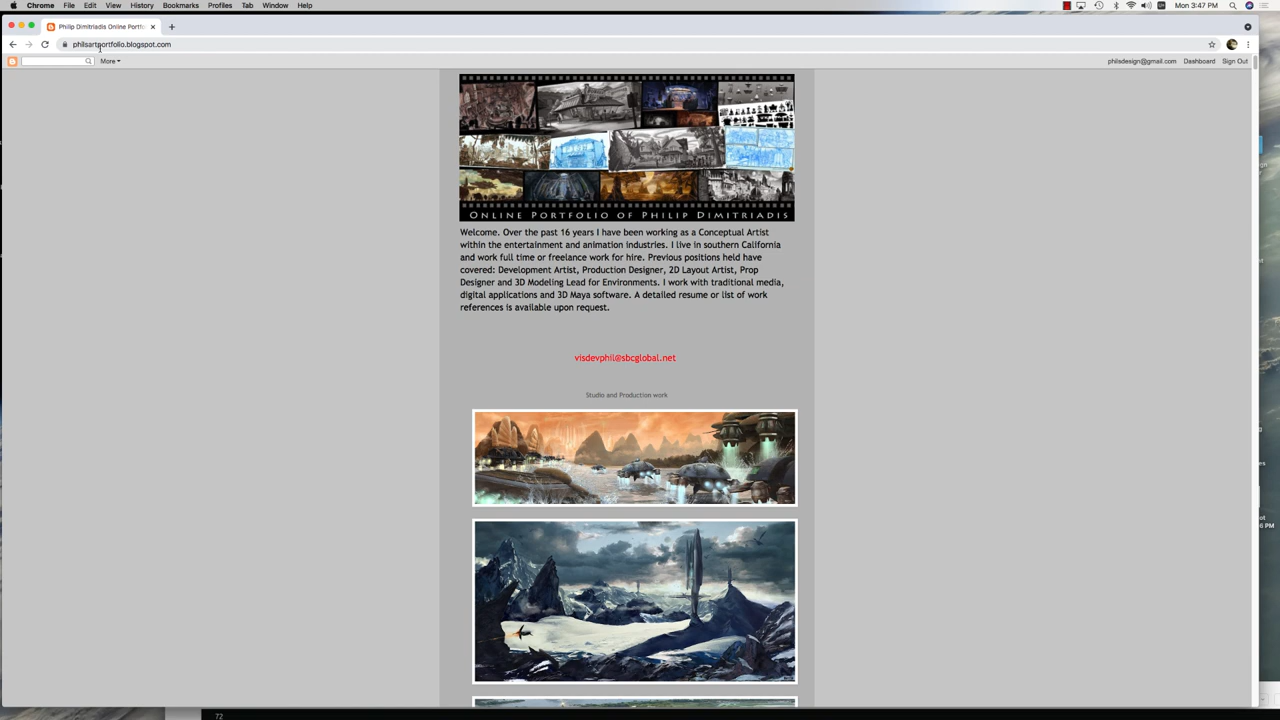 Chrome File Edit View History Bookmarks Profiles Tab Window Help Mon 3:47 PM
Philip Dimitriadis Online Portfo
philsartportfolio.blogspot.com
More philsdesign@gmail.com Dashboard Sign Out
ONLINE PORTFOLIO OF PHILIP DIMITRIADIS
Welcome. Over the past 16 years I have been working as a Conceptual Artist
within the entertainment and animation industries. I live in southern California
and work full time or freelance work for hire. Previous positions held have
covered: Development Artist, Production Designer, 2D Layout Artist, Prop
Designer and 3D Modeling Lead for Environments. I work with traditional media,
digital applications and 3D Maya software. A detailed resume or list of work
references is available upon request.
visdevphil@sbcglobal.net
Studio and Production work
72